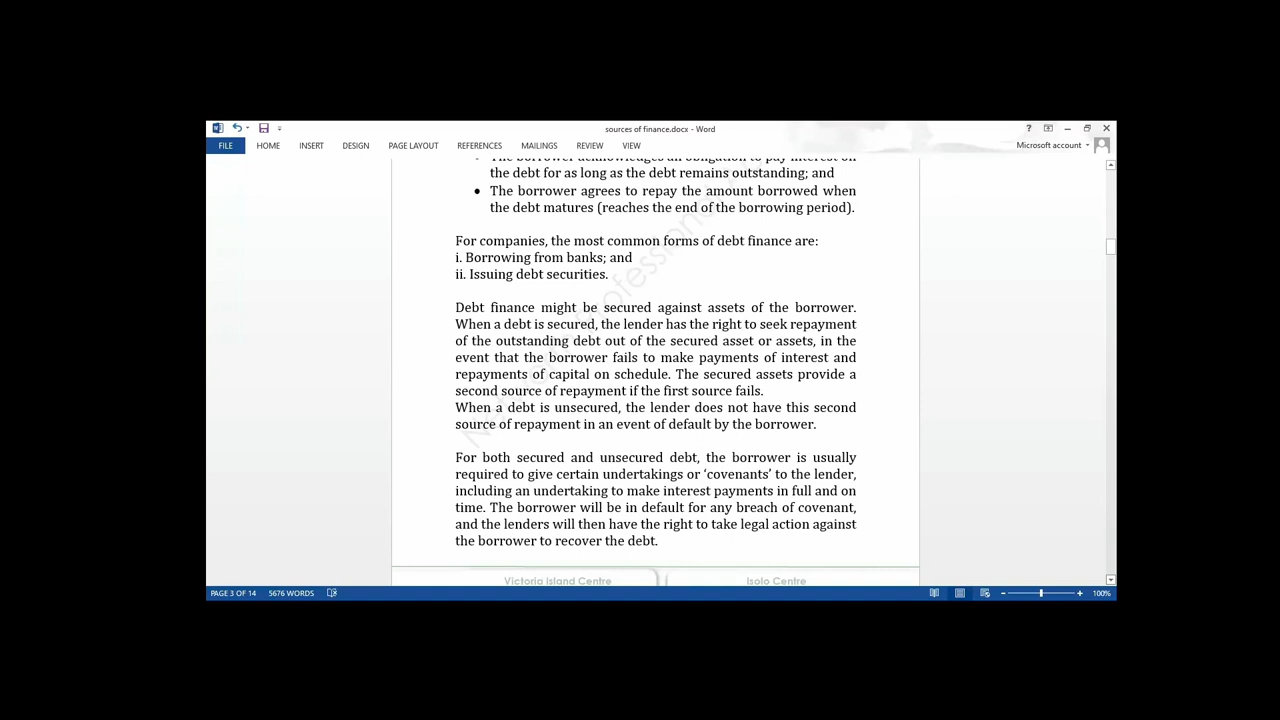 sources of finance.docx - Word
FILE HOME INSERT DESIGN PAGE LAYOUT REFERENCES MAILINGS REVIEW VIEW Microsoft account
The borrower acknowledges an obligation to pay interest on
the debt for as long as the debt remains outstanding; and
• The borrower agrees to repay the amount borrowed when
the debt matures (reaches the end of the borrowing period).
For companies, the most common forms of debt finance are:
i. Borrowing from banks; and
ii. Issuing debt securities.
Debt finance might be secured against assets of the borrower.
When a debt is secured, the lender has the right to seek repayment
of the outstanding debt out of the secured asset or assets, in the
event that the borrower fails to make payments of interest and
repayments of capital on schedule. The secured assets provide a
second source of repayment if the first source fails.
When a debt is unsecured, the lender does not have this second
source of repayment in an event of default by the borrower.
For both secured and unsecured debt, the borrower is usually
required to give certain undertakings or ‘covenants’ to the lender,
including an undertaking to make interest payments in full and on
time. The borrower will be in default for any breach of covenant,
and the lenders will then have the right to take legal action against
the borrower to recover the debt.
Victoria Island Centre Isolo Centre
PAGE 3 OF 14 5676 WORDS 100%